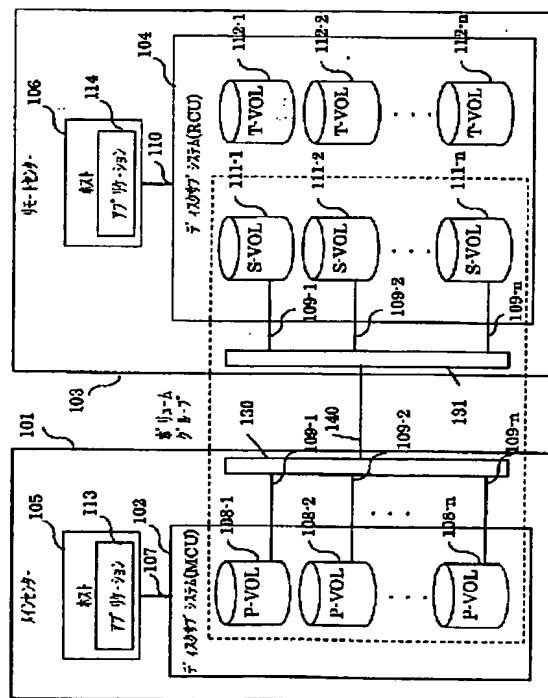 101
メインセンター
105
ホスト
アプリケーション
113
107
102
ディスクサブシステム(MCU)
P-VOL
108-1
P-VOL
108-2
. . .
P-VOL
108-n
130
109-1
109-2
. . .
109-n
ボリューム
グループ
140
103
リモートセンター
106
ホスト
アプリケーション
114
110
104
ディスクサブシステム(RCU)
131
109-1
109-2
109-n
S-VOL
111-1
S-VOL
111-2
. . .
S-VOL
111-n
T-VOL
112-1
T-VOL
112-2
. . .
T-VOL
112-n